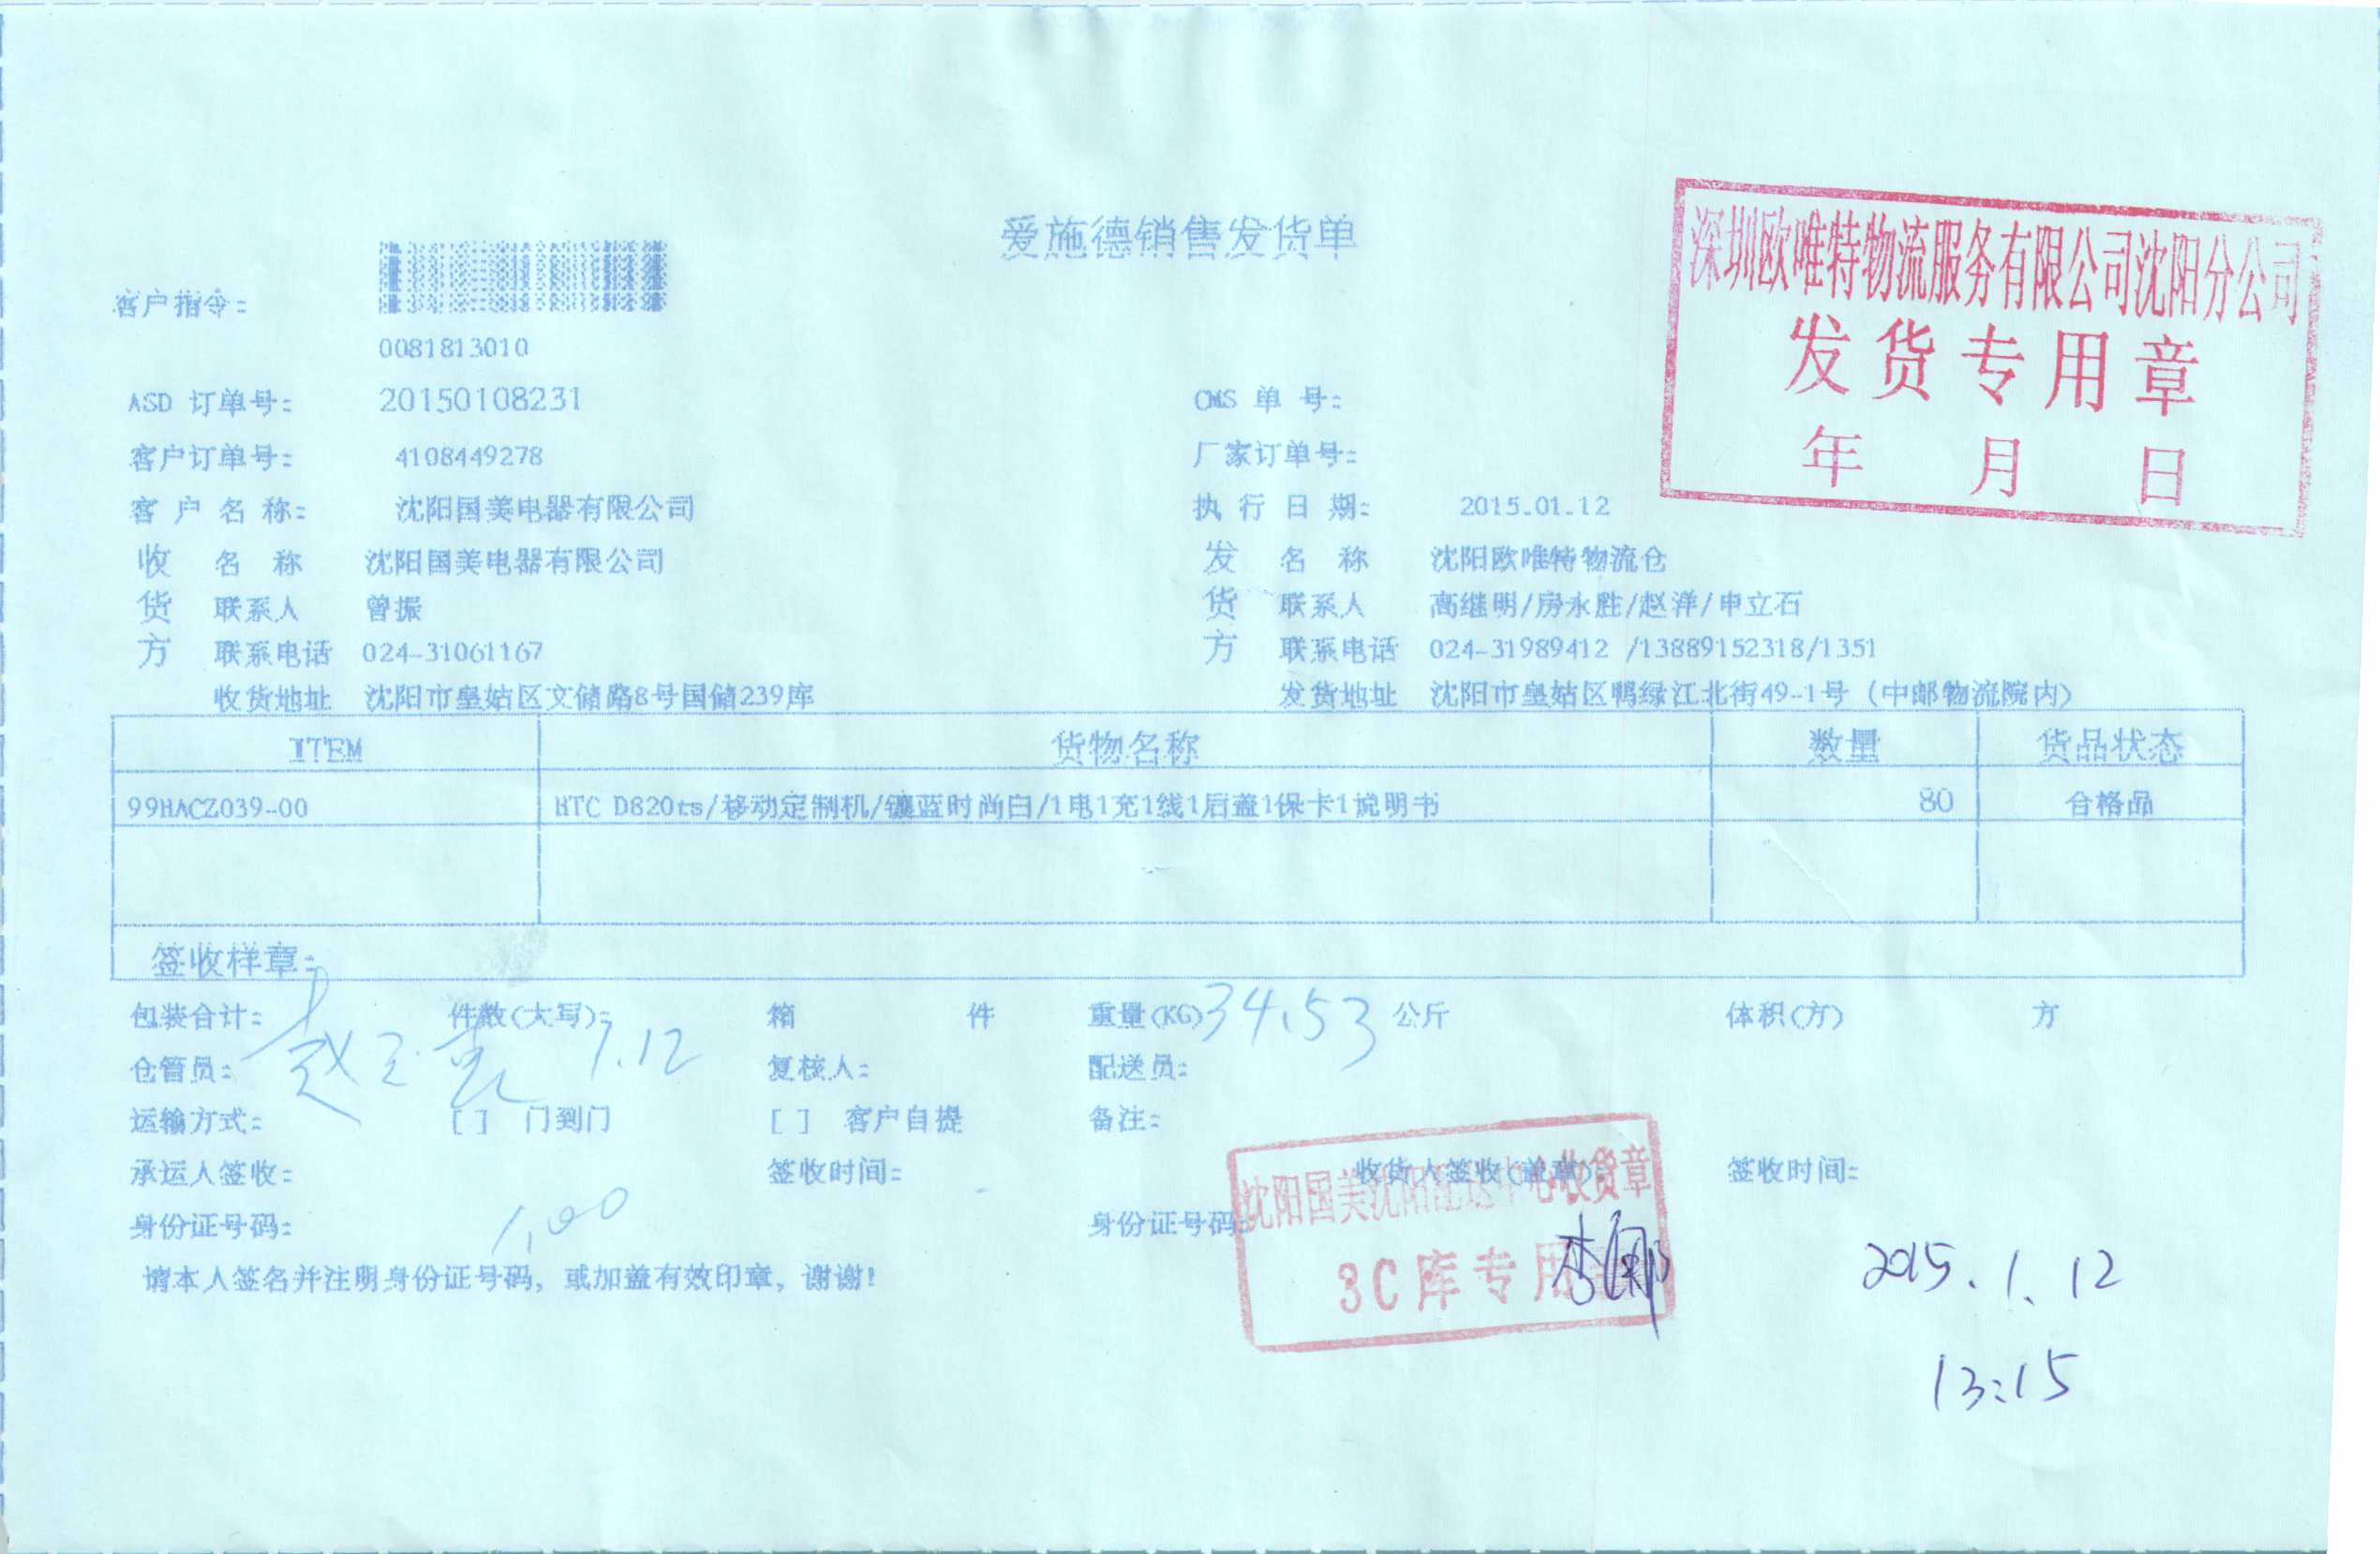 爱施德销售发货单
深圳欧唯特物流服务有限公司沈阳分公司
发货专用章
年 月 日
客户指令:
0081813010
ASD 订单号: 20150108231 OMS 单 号:
客户订单号: 4108449278 厂家订单号:
客 户 名 称: 沈阳国美电器有限公司 执 行 日 期: 2015.01.12
收 名 称 沈阳国美电器有限公司 发 名 称 沈阳欧唯特物流仓
货 联系人 曾振 货 联系人 高继明/房永胜/赵洋/申立石
方 联系电话 024-31061167 方 联系电话 024-31989412 /13889152318/1351
收货地址 沈阳市皇姑区文储路8号国储239库 发货地址 沈阳市皇姑区鸭绿江北街49-1号 (中邮物流院内)
ITEM 货物名称 数量 货品状态
99HACZ039-00 HTC D820ts/移动定制机/镶蓝时尚白/1电1充1线1后盖1保卡1说明书 80 合格品
签收样章:
包装合计: 件数(大写): 箱 件 重量(KG) 34.53 公斤 体积(方) 方
仓管员: 1.12 复核人: 配送员:
运输方式: [ ] 门到门 [ ] 客户自提 备注:
承运人签收: 签收时间: 收货人签收(盖章): 签收时间:
沈阳国美沈阳配送中心收货章
身份证号码: 1,00 身份证号码:
3C库专用章
李娜 2015.1.12
请本人签名并注明身份证号码, 或加盖有效印章, 谢谢!
13:15